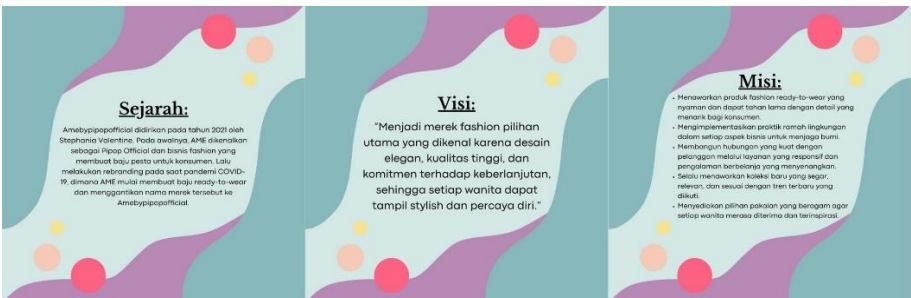 Sejarah:
Amebypipopofficial didirikan pada tahun 2021 oleh
Stephania Valentine. Pada awalnya, AME dikenalkan
sebagai Pipop Official dan bisnis fashion yang
membuat baju pesta untuk konsumen. Lalu
melakukan rebranding pada saat pandemi COVID-
19, dimana AME mulai membuat baju ready-to-wear
dan menggantikan nama merek tersebut ke
Amebypipopofficial.
Visi:
“Menjadi merek fashion pilihan
utama yang dikenal karena desain
elegan, kualitas tinggi, dan
komitmen terhadap keberlanjutan,
sehingga setiap wanita dapat
tampil stylish dan percaya diri.”
Misi:
• Menawarkan produk fashion ready-to-wear yang
nyaman dan dapat tahan lama dengan detail yang
menarik bagi konsumen.
• Mengimplementasikan praktik ramah lingkungan
dalam setiap aspek bisnis untuk menjaga bumi.
• Membangun hubungan yang kuat dengan
pelanggan melalui layanan yang responsif dan
pengalaman berbelanja yang menyenangkan.
• Selalu menawarkan koleksi baru yang segar,
relevan, dan sesuai dengan tren terbaru yang
diikuti.
• Menyediakan pilihan pakaian yang beragam agar
setiap wanita merasa diterima dan terinspirasi.